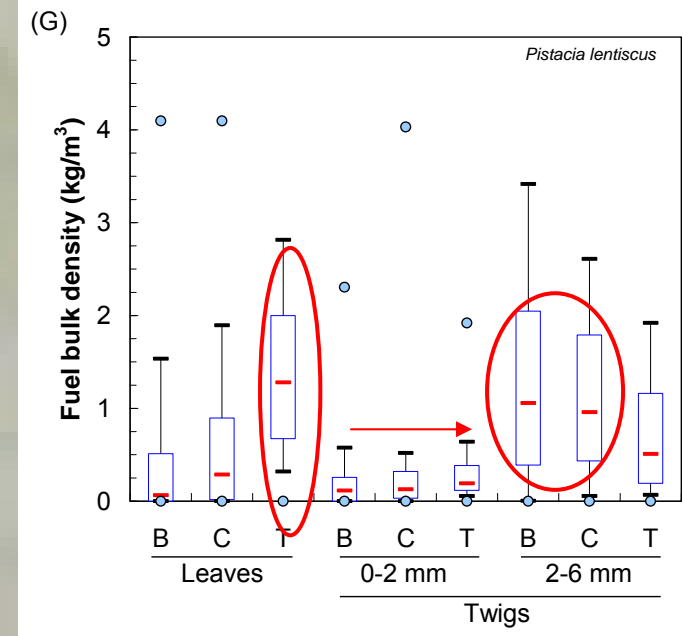 (G)
5
Pistacia lentiscus
4
3
2
1
0
Fuel bulk density (kg/m³)
B C T B C T B C T
Leaves 0-2 mm 2-6 mm
Twigs